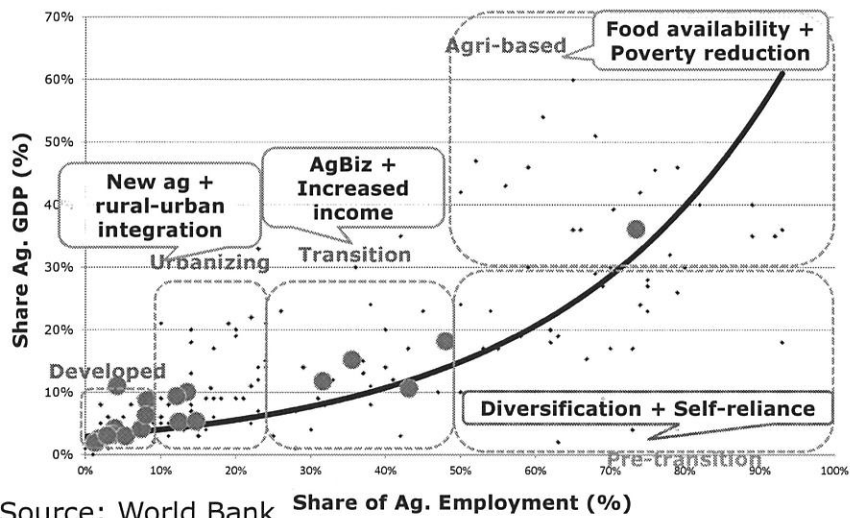 70%
Food availability +
Poverty reduction
Agri-based
60%
50%
AgBiz +
Increased
income
New ag +
rural-urban
integration
40%
Transition
Urbanizing
30%
20%
Developed
10%
Diversification + Self-reliance
Pre-transition
0%
0% 10% 20% 30% 40% 50% 60% 70% 80% 90% 100%
Share Ag. GDP (%)
Share of Ag. Employment (%)
Source: World Bank